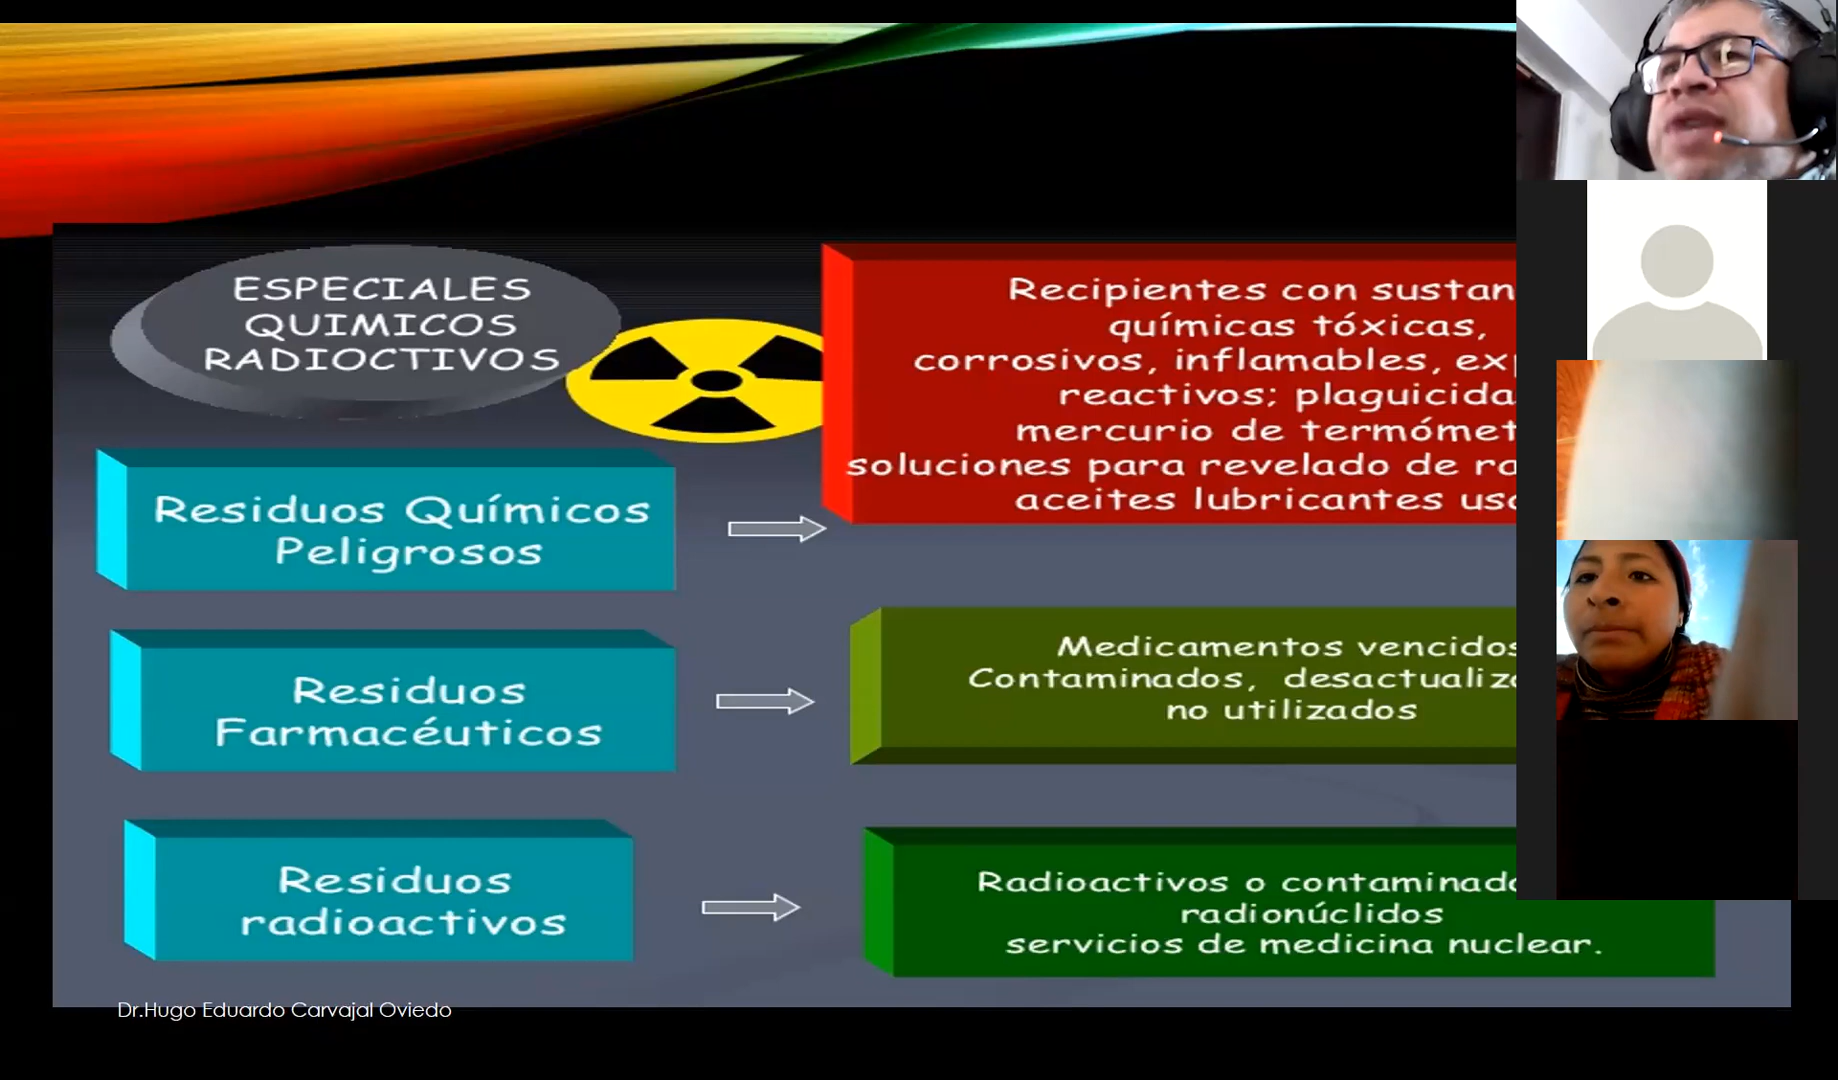 ESPECIALES
QUIMICOS
RADIOCTIVOS
Recipientes con
químicas tóxicas,
corrosivos, inflamables,
reactivos;
mercurio de
soluciones para revelado de
aceites lubricantes
Residuos Químicos
Peligrosos
Residuos
Farmacéuticos
Medicamentos vencidos
Contaminados,
no utilizados
Residuos
radioactivos
Radioactivos o
radionúclidos
servicios de medicina nuclear.
Dr.Hugo Eduardo Carvajal Oviedo